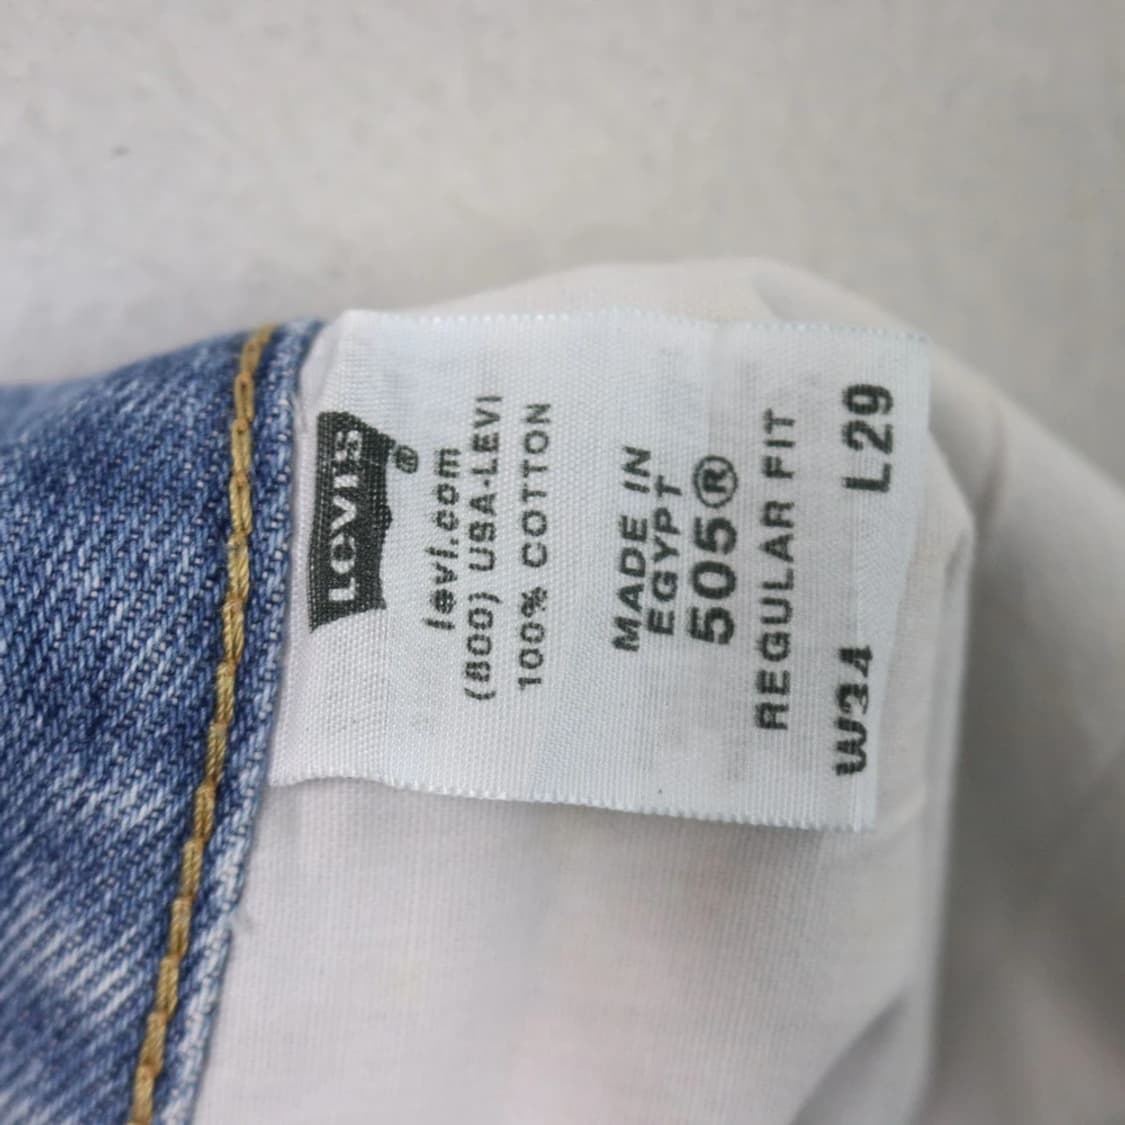 Levi's
levi.com
(800) USA-LEVI
100% COTTON
MADE IN
EGYPT
505®
REGULAR FIT
W34 L29